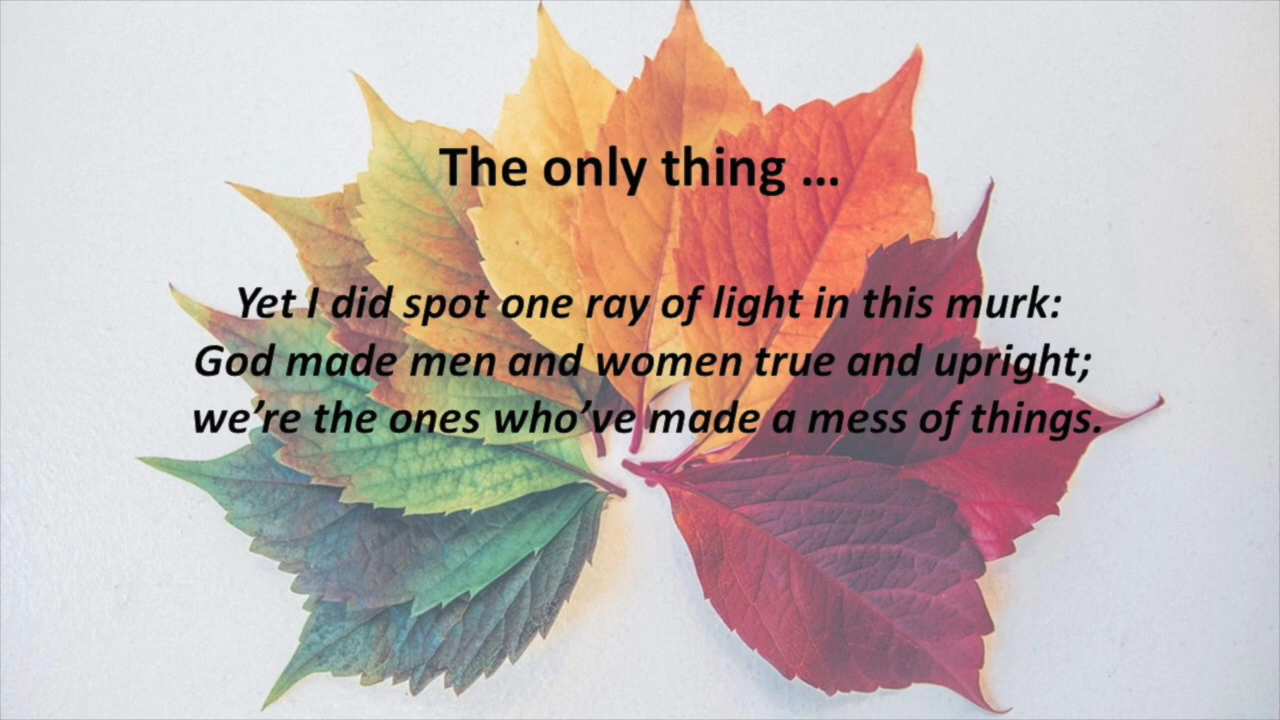 The only thing …
Yet I did spot one ray of light in this murk:
God made men and women true and upright;
we’re the ones who’ve made a mess of things.